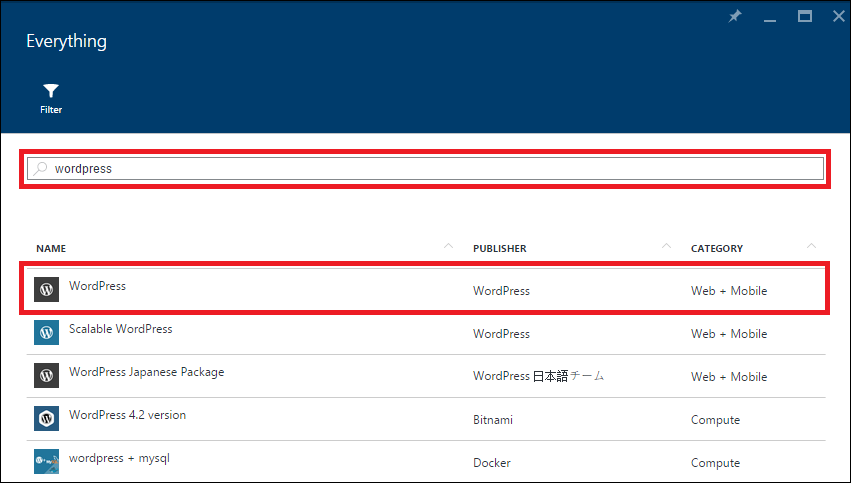 Everything
Filter
wordpress
NAME PUBLISHER CATEGORY
WordPress WordPress Web + Mobile
Scalable WordPress WordPress Web + Mobile
WordPress Japanese Package WordPress 日本語チーム Web + Mobile
WordPress 4.2 version Bitnami Compute
wordpress + mysql Docker Compute